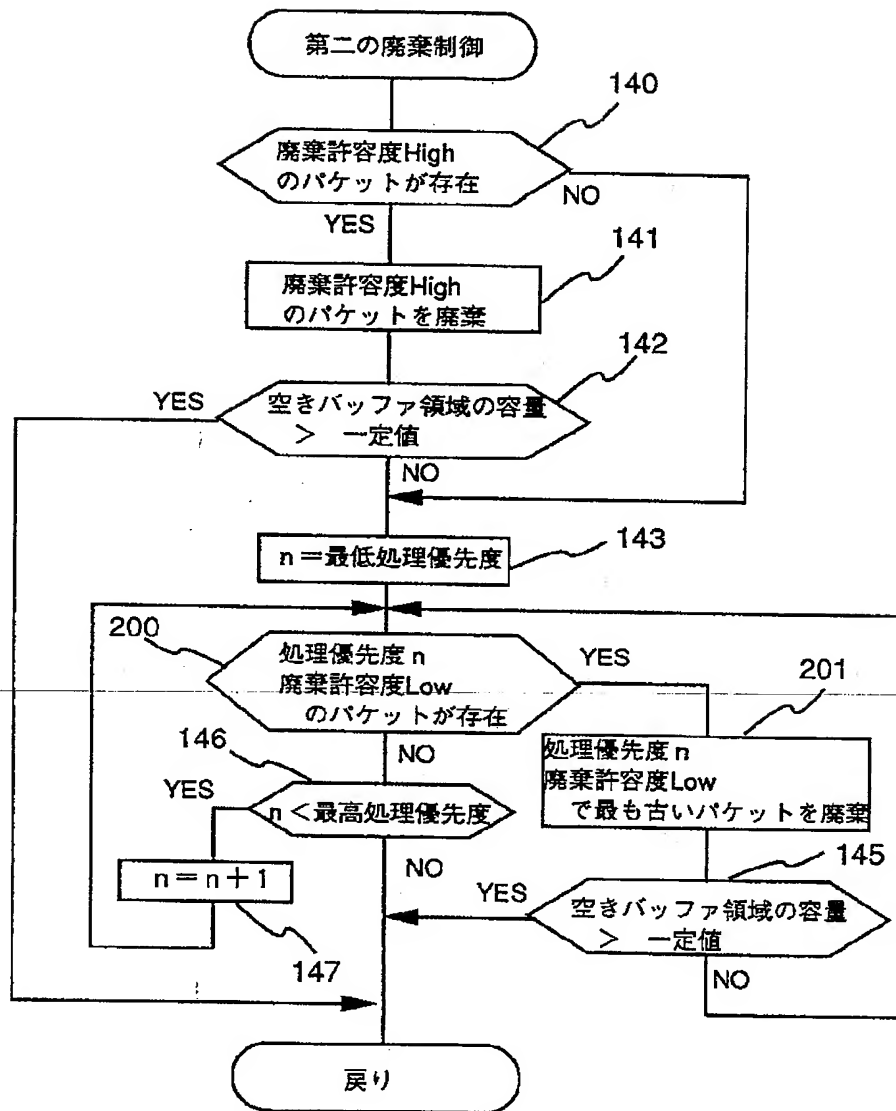 第二の廃棄制御
140
廃棄許容度High
のパケットが存在
NO
YES
141
廃棄許容度High
のパケットを廃棄
142
YES
空きバッファ領域の容量
> 一定値
NO
143
n=最低処理優先度
200
処理優先度 n
廃棄許容度Low
のパケットが存在
YES
201
処理優先度 n
廃棄許容度Low
で最も古いパケットを廃棄
NO
146
YES
n<最高処理優先度
NO
145
n=n+1
147
YES
空きバッファ領域の容量
> 一定値
NO
戻り